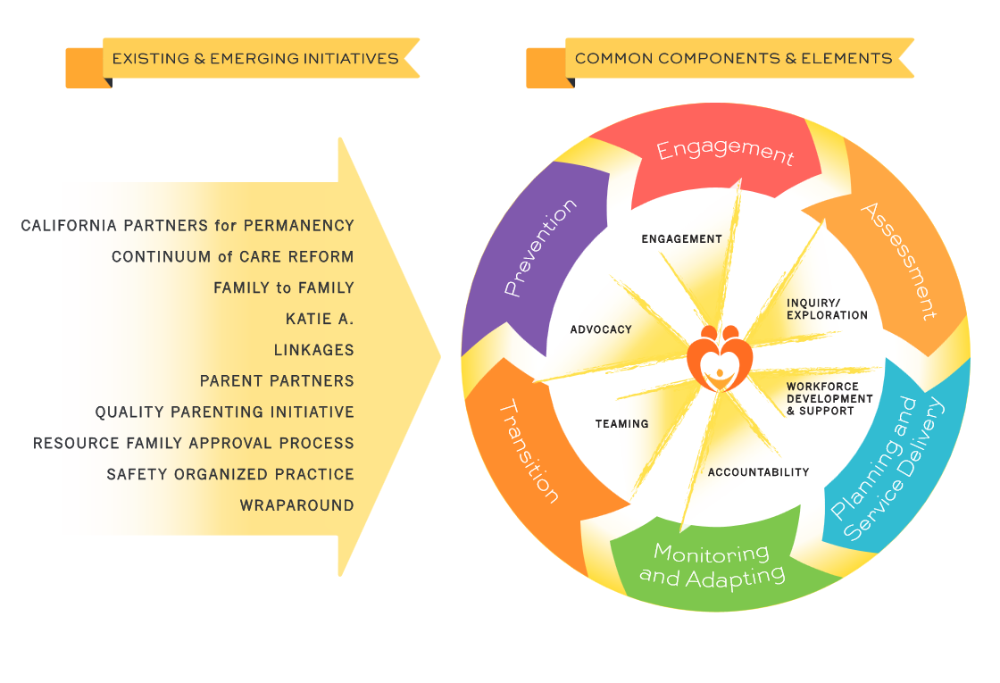 EXISTING & EMERGING INITIATIVES
COMMON COMPONENTS & ELEMENTS
CALIFORNIA PARTNERS for PERMANENCY
CONTINUUM of CARE REFORM
FAMILY to FAMILY
KATIE A.
LINKAGES
PARENT PARTNERS
QUALITY PARENTING INITIATIVE
RESOURCE FAMILY APPROVAL PROCESS
SAFETY ORGANIZED PRACTICE
WRAPAROUND
Engagement
Assessment
Planning and
Service Delivery
Monitoring
and Adapting
Transition
Prevention
ENGAGEMENT
INQUIRY/
EXPLORATION
WORKFORCE
DEVELOPMENT
& SUPPORT
ACCOUNTABILITY
TEAMING
ADVOCACY